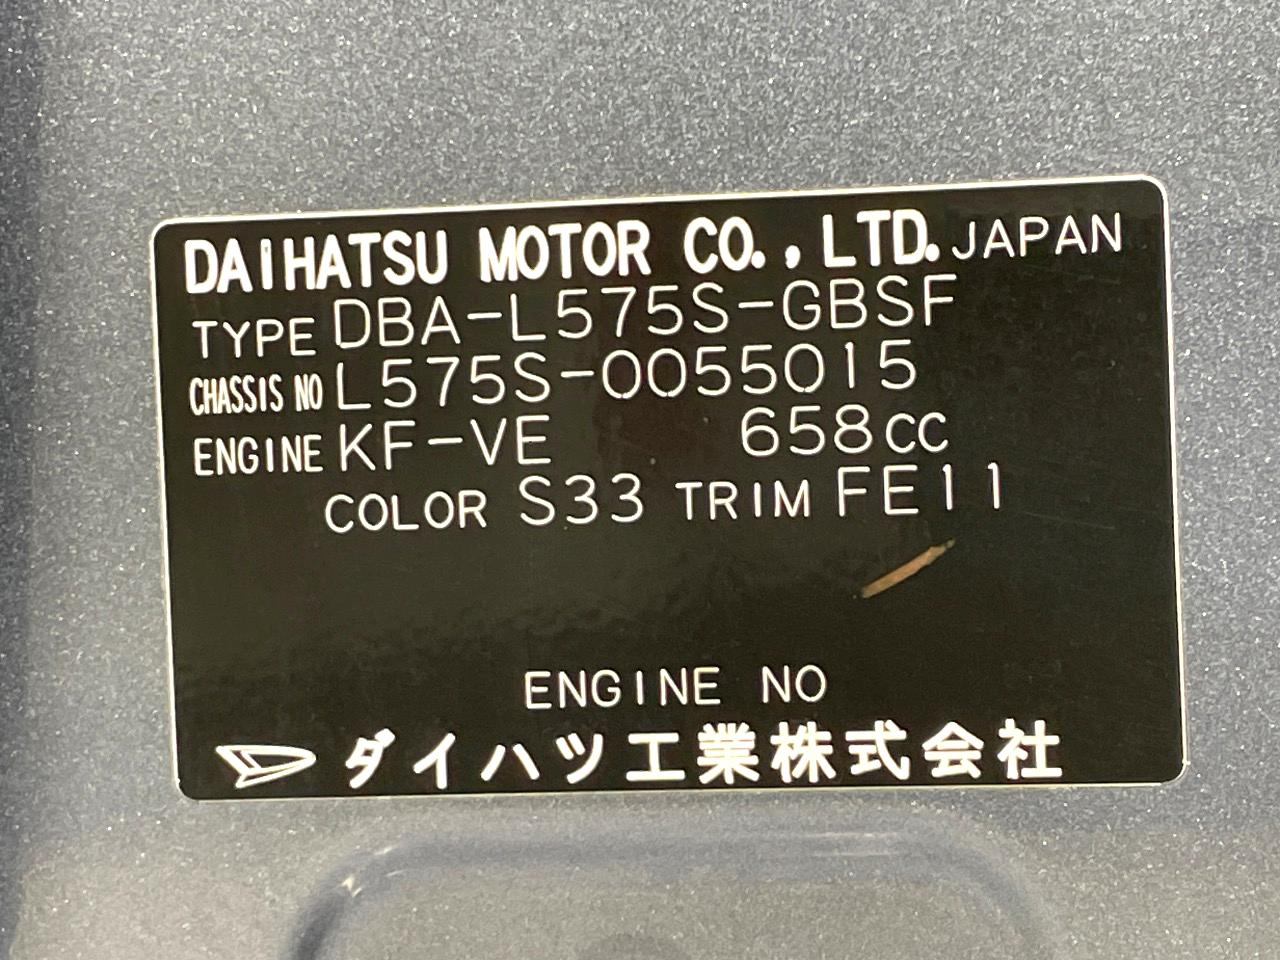 DAIHATSU MOTOR CO., LTD. JAPAN
TYPE DBA-L575S-GBSF
CHASSIS NO L575S-0055015
ENGINE KF-VE 658CC
COLOR S33 TRIM FE11
ENGINE NO
ダイハツ工業株式会社